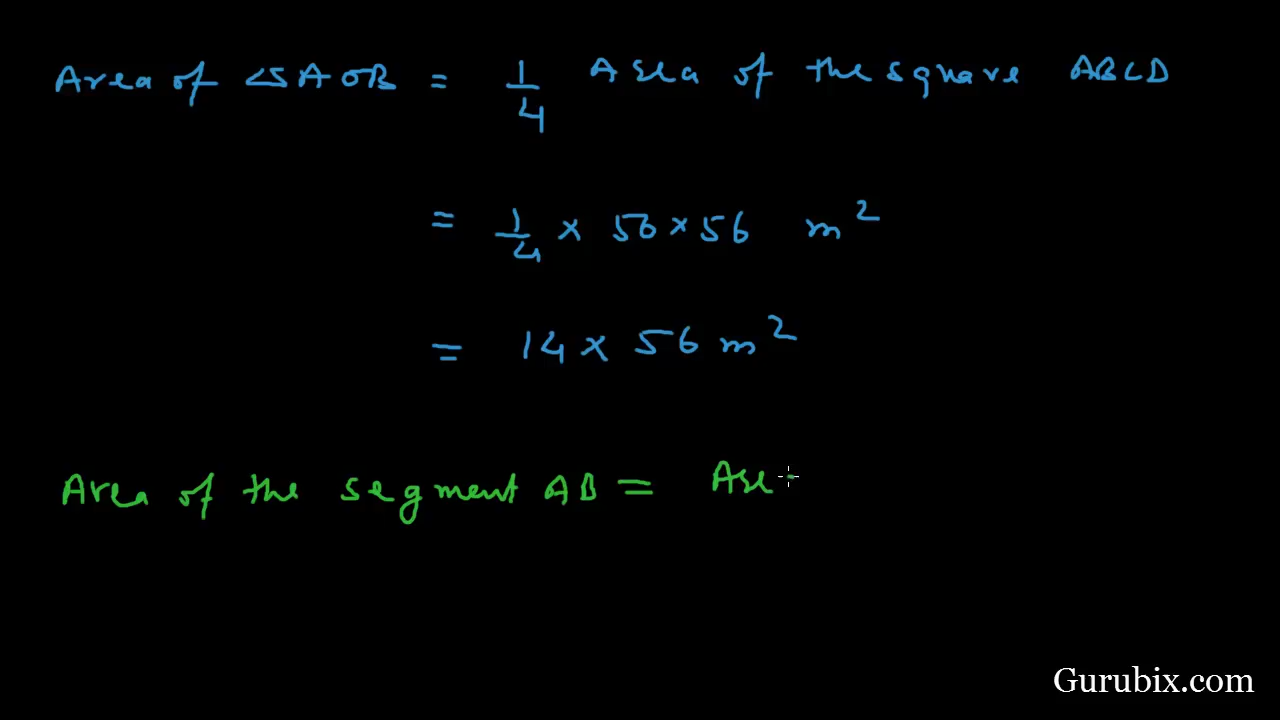 Area of △AOB = 1/4 Area of the square ABCD
= 1/4 × 56 × 56 m²
= 14 × 56 m²
Area of the segment AB = Are
Gurubix.com